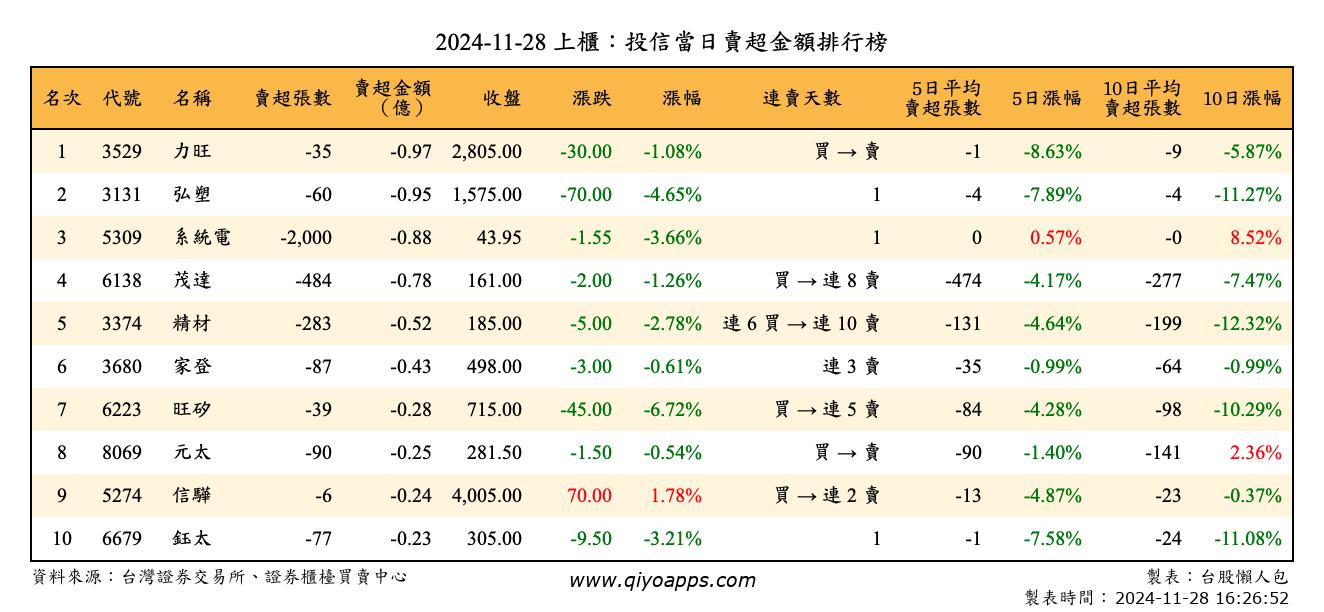 2024-11-28 上櫃：投信當日賣超金額排行榜
名次 代號 名稱 賣超張數 賣超金額（億） 收盤 漲跌 漲幅 連賣天數 5日平均賣超張數 5日漲幅 10日平均賣超張數 10日漲幅
1 3529 力旺 -35 -0.97 2,805.00 -30.00 -1.08% 買 → 賣 -1 -8.63% -9 -5.87%
2 3131 弘塑 -60 -0.95 1,575.00 -70.00 -4.65% 1 -4 -7.89% -4 -11.27%
3 5309 系統電 -2,000 -0.88 43.95 -1.55 -3.66% 1 0 0.57% -0 8.52%
4 6138 茂達 -484 -0.78 161.00 -2.00 -1.26% 買 → 連 8 賣 -474 -4.17% -277 -7.47%
5 3374 精材 -283 -0.52 185.00 -5.00 -2.78% 連 6 買 → 連 10 賣 -131 -4.64% -199 -12.32%
6 3680 家登 -87 -0.43 498.00 -3.00 -0.61% 連 3 賣 -35 -0.99% -64 -0.99%
7 6223 旺矽 -39 -0.28 715.00 -45.00 -6.72% 買 → 連 5 賣 -84 -4.28% -98 -10.29%
8 8069 元太 -90 -0.25 281.50 -1.50 -0.54% 買 → 賣 -90 -1.40% -141 2.36%
9 5274 信驊 -6 -0.24 4,005.00 70.00 1.78% 買 → 連 2 賣 -13 -4.87% -23 -0.37%
10 6679 鈺太 -77 -0.23 305.00 -9.50 -3.21% 1 -1 -7.58% -24 -11.08%
資料來源：台灣證券交易所、證券櫃檯買賣中心 www.qiyoapps.com 製表：台股懶人包
製表時間：2024-11-28 16:26:52